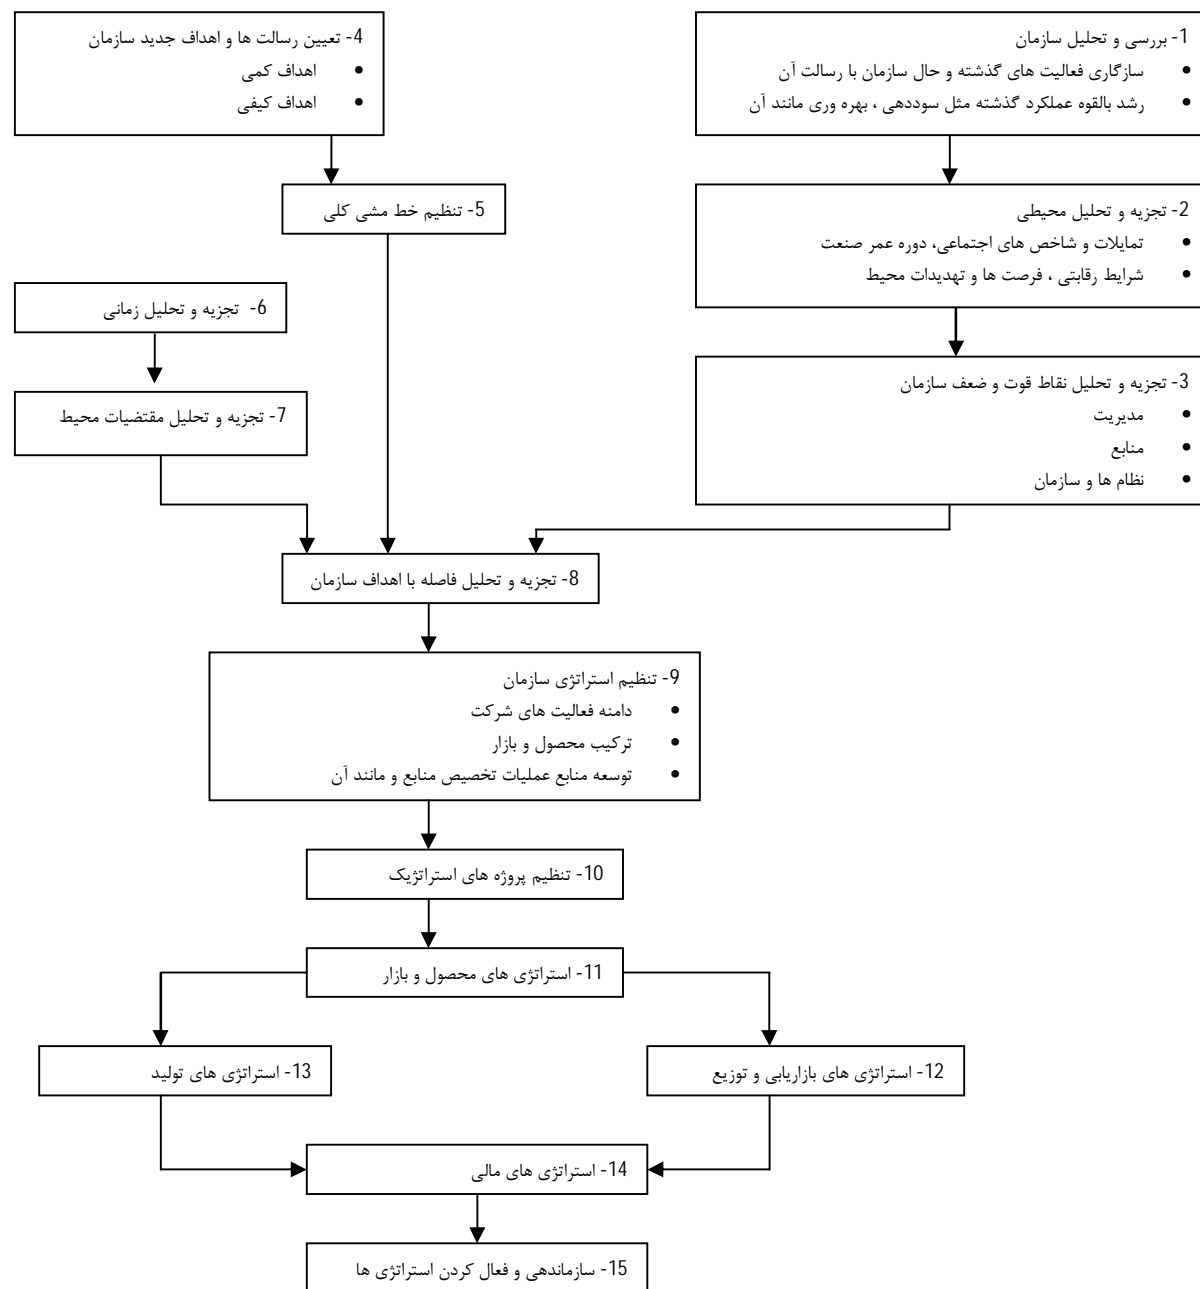 1- بررسی و تحلیل سازمان
• سازگاری فعالیت های گذشته و حال سازمان با رسالت آن
• رشد بالقوه عملکرد گذشته مثل سوددهی ، بهره وری مانند آن
2- تجزیه و تحلیل محیطی
• تمایلات و شاخص های اجتماعی، دوره عمر صنعت
• شرایط رقابتی ، فرصت ها و تهدیدات محیط
3- تجزیه و تحلیل نقاط قوت و ضعف سازمان
• مدیریت
• منابع
• نظام ها و سازمان
4- تعیین رسالت ها و اهداف جدید سازمان
• اهداف کمی
• اهداف کیفی
5- تنظیم خط مشی کلی
6- تجزیه و تحلیل زمانی
7- تجزیه و تحلیل مقتضیات محیط
8- تجزیه و تحلیل فاصله با اهداف سازمان
9- تنظیم استراتژی سازمان
• دامنه فعالیت های شرکت
• ترکیب محصول و بازار
• توسعه منابع عملیات تخصیص منابع و مانند آن
10- تنظیم پروژه های استراتژیک
11- استراتژی های محصول و بازار
12- استراتژی های بازاریابی و توزیع
13- استراتژی های تولید
14- استراتژی های مالی
15- سازماندهی و فعال کردن استراتژی ها